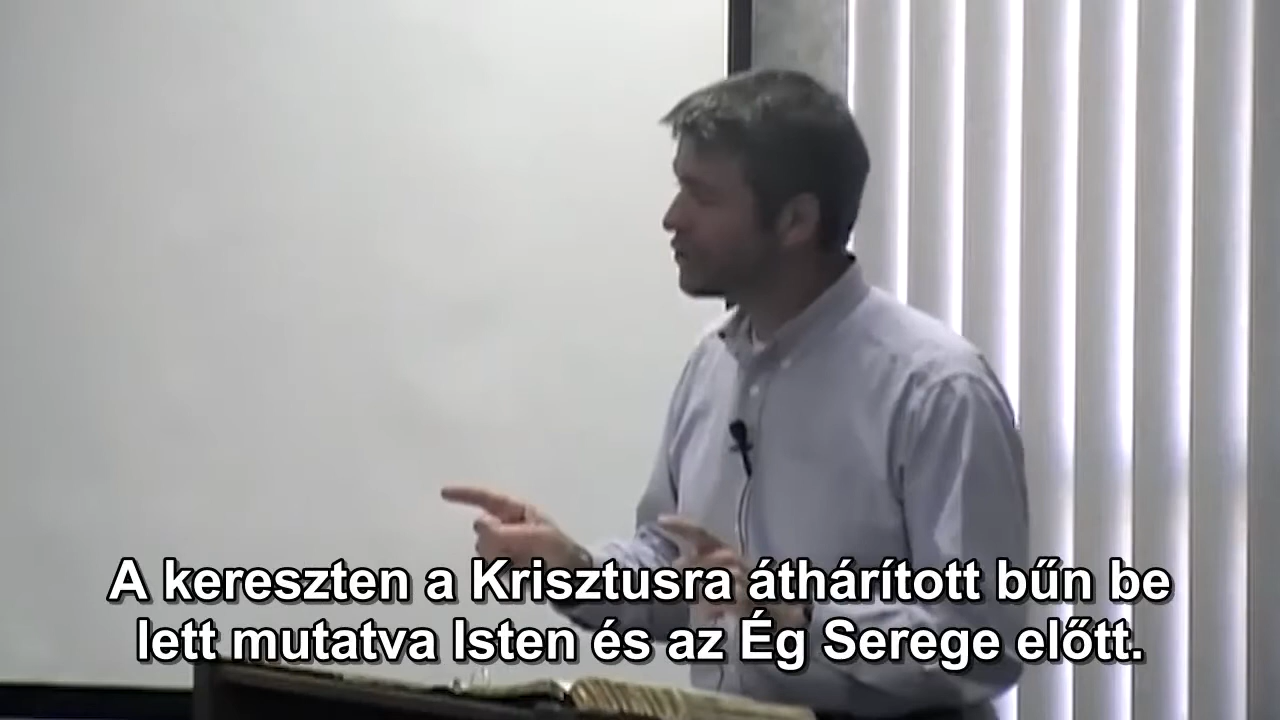 A kereszten a Krisztusra áthárított bűn be
lett mutatva Isten és az Ég Serege előtt.